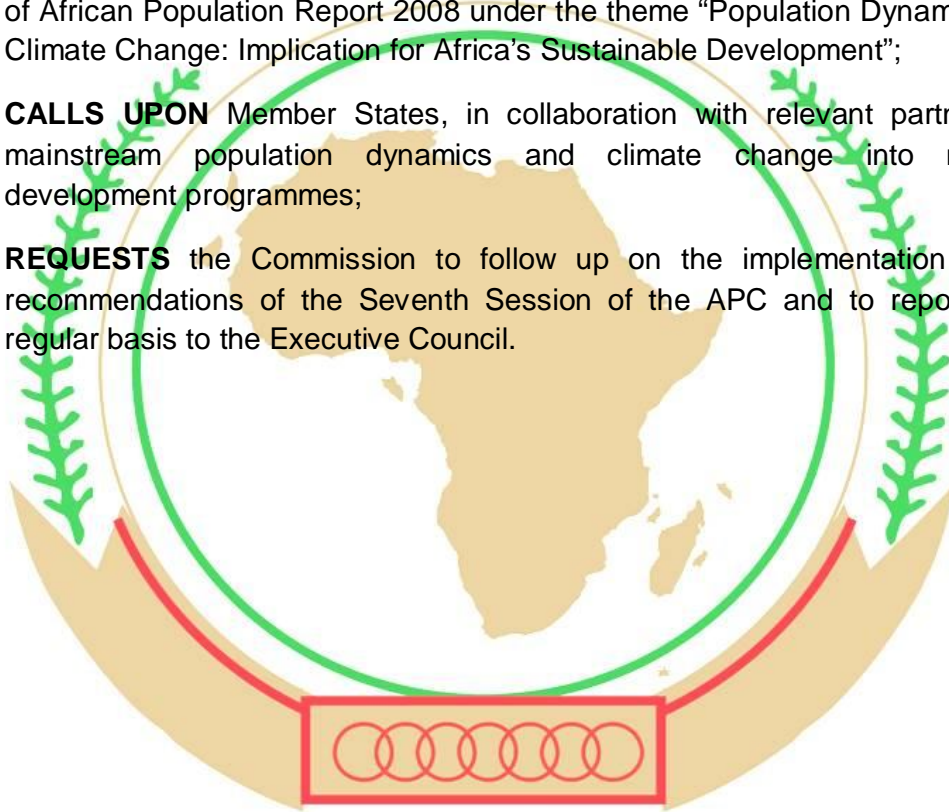 of African Population Report 2008 under the theme “Population Dynam
Climate Change: Implication for Africa’s Sustainable Development”;
CALLS UPON Member States, in collaboration with relevant partn
mainstream population dynamics and climate change into
development programmes;
REQUESTS the Commission to follow up on the implementation
recommendations of the Seventh Session of the APC and to repo
regular basis to the Executive Council.